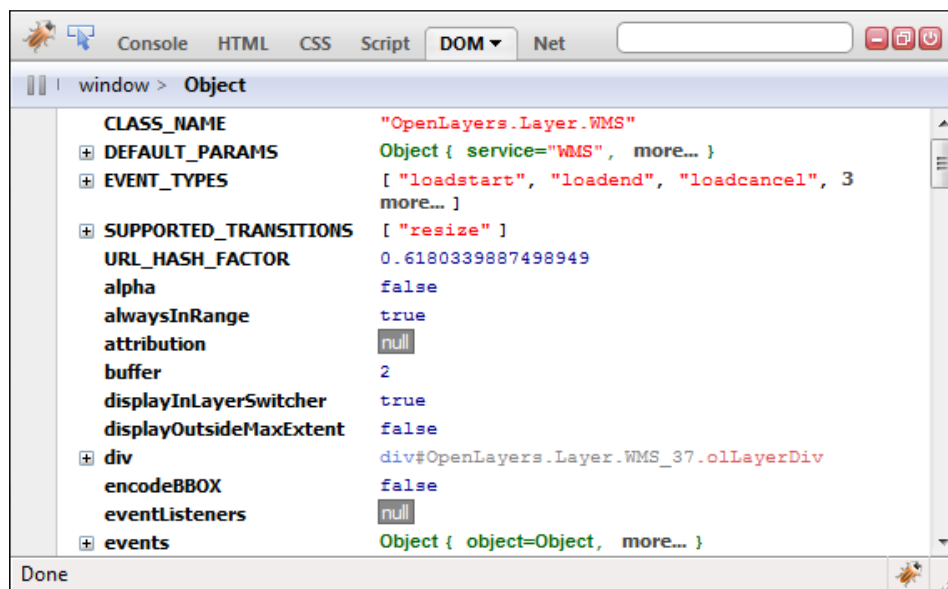 Console HTML CSS Script DOM Net
window > Object
CLASS_NAME "OpenLayers.Layer.WMS"
DEFAULT_PARAMS Object { service="WMS", more... }
EVENT_TYPES [ "loadstart", "loadend", "loadcancel", 3
more... ]
SUPPORTED_TRANSITIONS [ "resize" ]
URL_HASH_FACTOR 0.6180339887498949
alpha false
alwaysInRange true
attribution null
buffer 2
displayInLayerSwitcher true
displayOutsideMaxExtent false
div div#OpenLayers.Layer.WMS_37.olLayerDiv
encodeBBOX false
eventListeners null
events Object { object=Object, more... }
Done